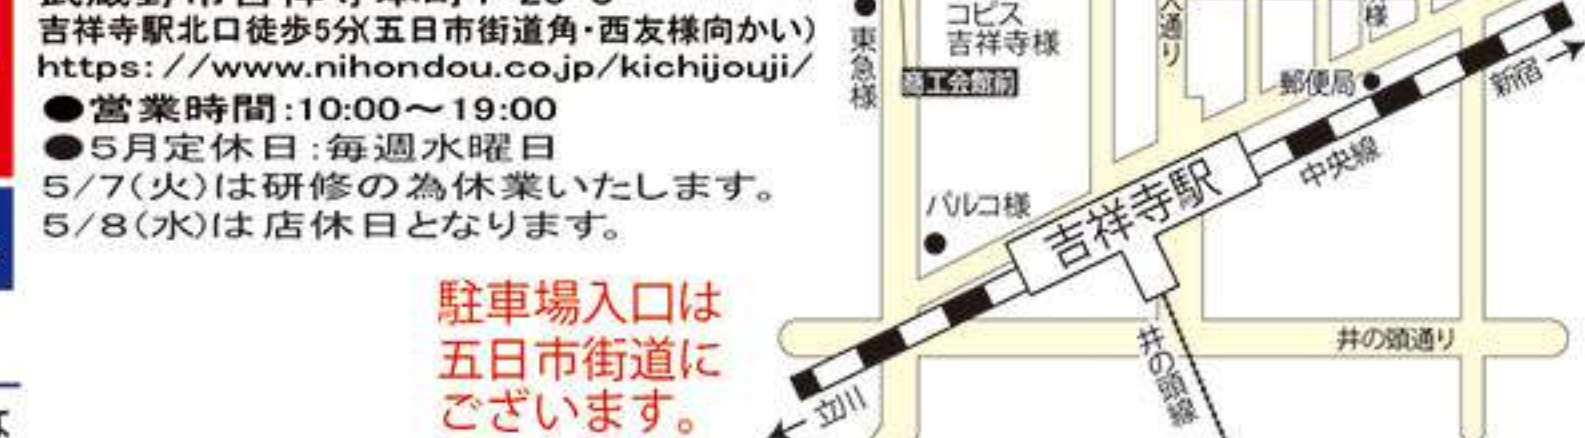 吉祥寺駅北口徒歩5分(五日市街道角・西友様向かい)
https://www.nihondou.co.jp/kichijouji/
●営業時間:10:00～19:00
●5月定休日:毎週水曜日
5/7(火)は研修の為休業いたします。
5/8(水)は店休日となります。
駐車場入口は
五日市街道に
ございます。
東急様
コピス
吉祥寺様
商工会館前
通り
様
郵便局
新宿
中央線
パルコ様
吉祥寺駅
井の頭通り
井の頭線
立川